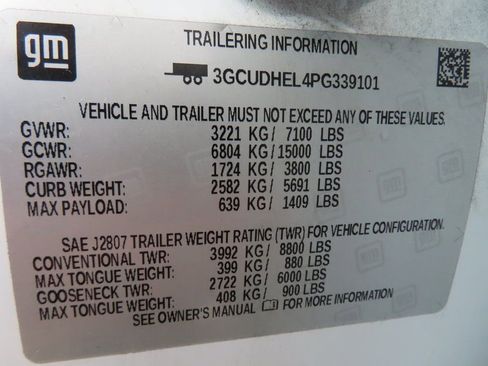 gm
TRAILERING INFORMATION
3GCUDHEL4PG339101
VEHICLE AND TRAILER MUST NOT EXCEED ANY OF THESE VALUES.
GVWR: 3221 KG/ 7100 LBS
GCWR: 6804 KG/ 15000 LBS
RGAWR: 1724 KG/ 3800 LBS
CURB WEIGHT: 2582 KG/ 5691 LBS
MAX PAYLOAD: 639 KG/ 1409 LBS
SAE J2807 TRAILER WEIGHT RATING (TWR) FOR VEHICLE CONFIGURATION.
CONVENTIONAL TWR: 3992 KG/ 8800 LBS
MAX TONGUE WEIGHT: 399 KG/ 880 LBS
GOOSENECK TWR: 2722 KG/ 6000 LBS
MAX TONGUE WEIGHT: 408 KG/ 900 LBS
SEE OWNER'S MANUAL FOR MORE INFORMATION